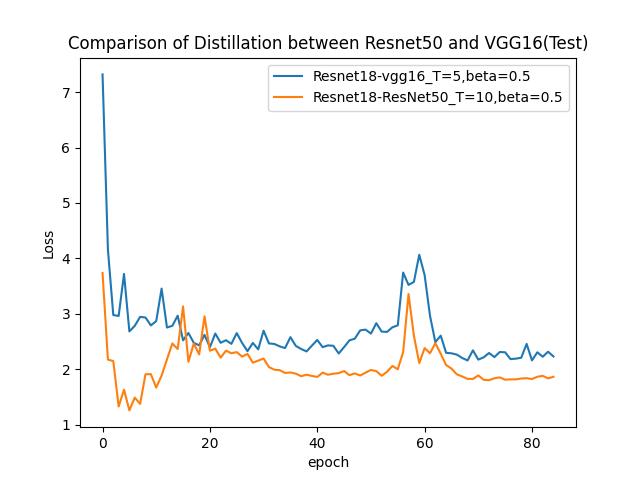 Comparison of Distillation between Resnet50 and VGG16(Test)
Resnet18-vgg16_T=5,beta=0.5
Resnet18-ResNet50_T=10,beta=0.5
7
6
5
4
3
2
1
Loss
0
20
40
60
80
epoch